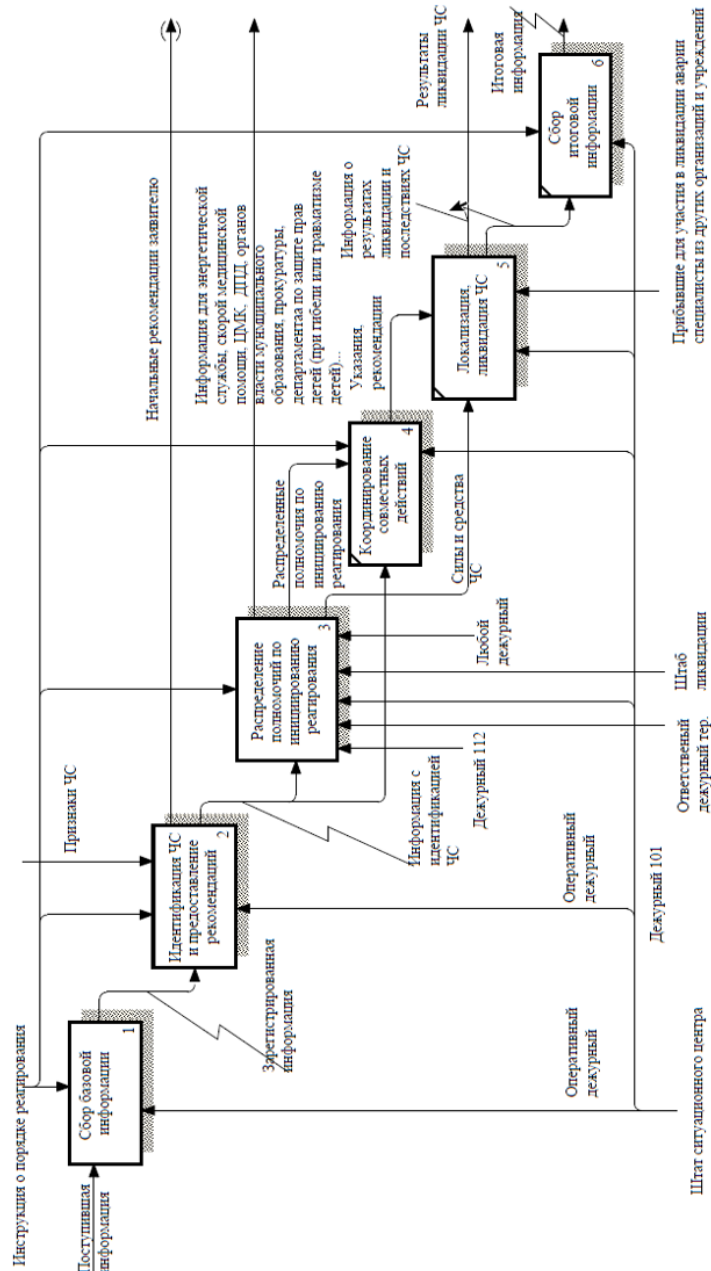 Инструкция о порядке реагирования
Поступившая
информация
Сбор базовой
информации
1
Зарегистрированная
информация
Признаки ЧС
Идентификация ЧС
и предоставление
рекомендаций
2
Начальные рекомендации заявителю
Информация с
идентификацией
ЧС
Распределение
полномочий по
инициированию
реагирования
3
Информация для энергетической
службы, скорой медицинской
помощи, ЦМК, ДПД, органов
власти мунмципального
образования, прокуратуры,
департаментаа по защите прав
детей (при гибели или травматизме
детей)...
Распределенные
полномочия по
инициированию
реагирования
Координирование
совместных
действий
4
Указания,
рекомендации
Силы и средства
ЧС
Локализация,
ликвидация ЧС
5
Информация о
результатах
ликвидации и
последствиях ЧС
Результаты
ликвидации ЧС
Сбор
итоговой
информации
6
Итоговая
информация
Оперативный
дежурный
Оперативный
дежурный
Дежурный 112
Любой
дежурный
Дежурный 101
Штат ситуационного центра
Ответственый
дежурный тер.
Штаб
ликвидации
Прибывшие для участия в ликвидации аварии
специалисты из других организаций и учреждений